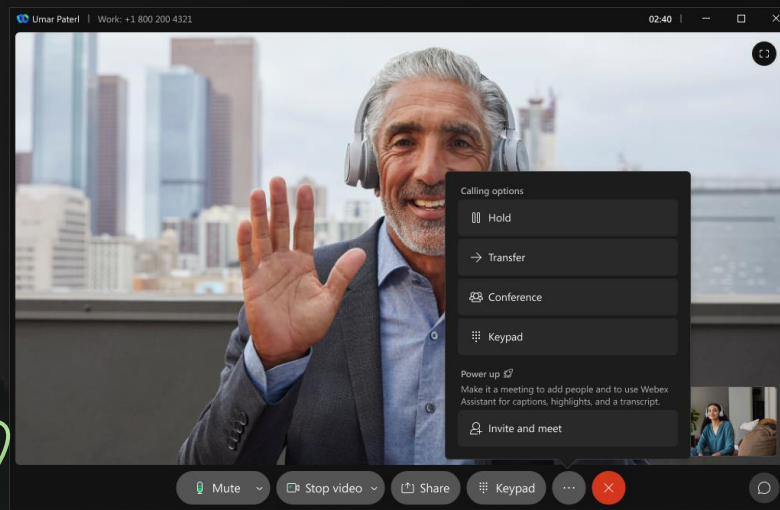 Umar Paterl | Work: +1 800 200 4321
02:40
Calling options
Hold
Transfer
Conference
Keypad
Power up
Make it a meeting to add people and to use Webex
Assistant for captions, highlights, and a transcript.
Invite and meet
Mute
Stop video
Share
Keypad